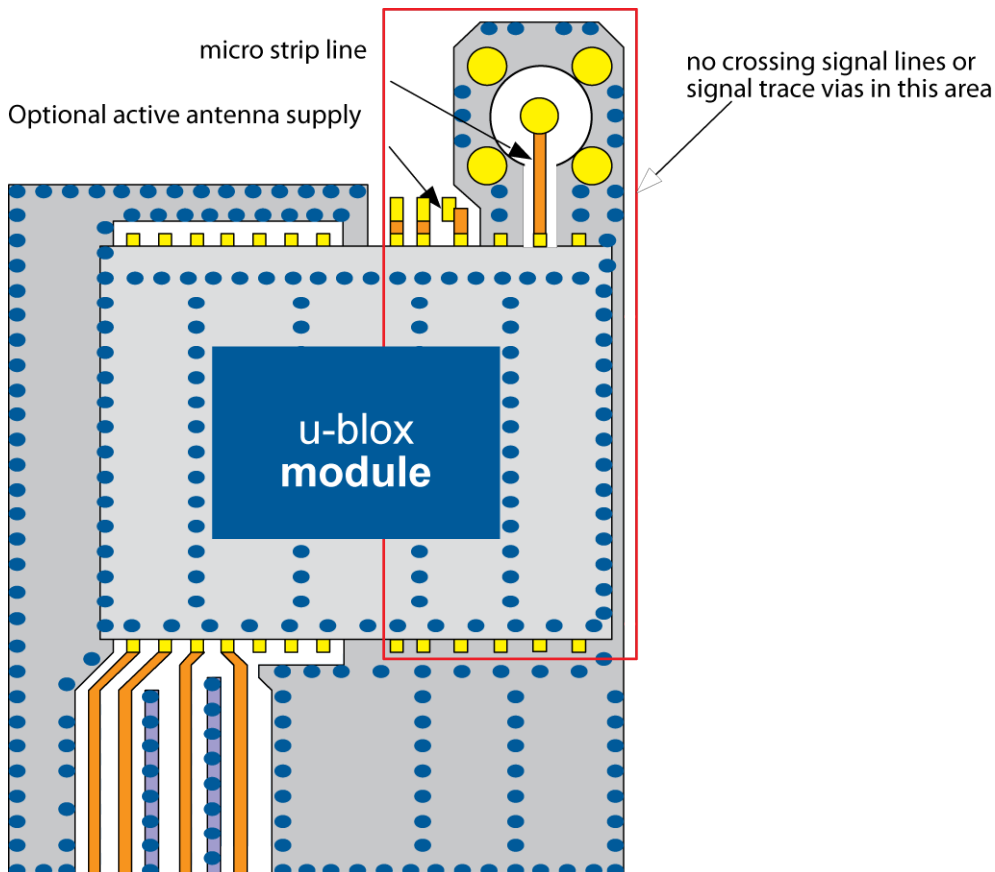 micro strip line
Optional active antenna supply
no crossing signal lines or
signal trace vias in this area
u-blox
module